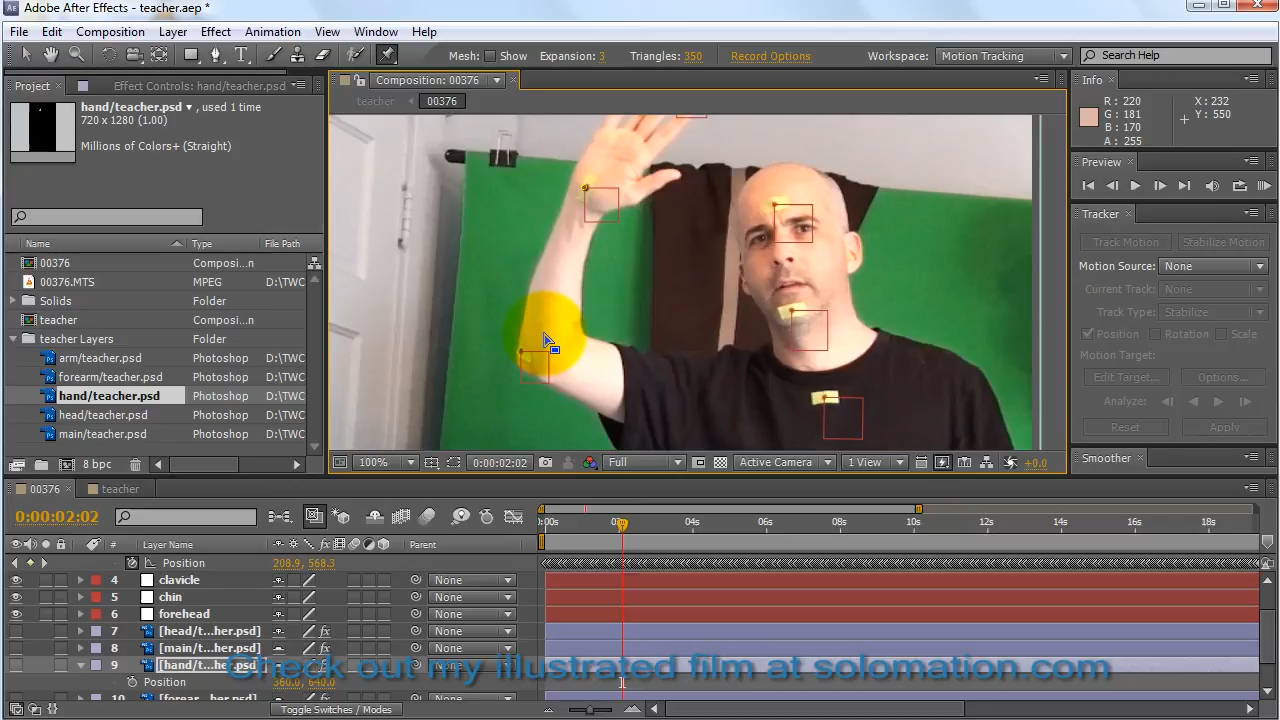 Adobe After Effects - teacher.aep *
File Edit Composition Layer Effect Animation View Window Help
Mesh: Show Expansion: 3 Triangles: 350 Record Options Workspace: Motion Tracking Search Help
Project Effect Controls: hand/teacher.psd
hand/teacher.psd ▾ , used 1 time
720 x 1280 (1.00)
Millions of Colors+ (Straight)
Name Type File Path
00376 Composi...
00376.MTS MPEG D:\TWC
Solids Folder
teacher Composi...
teacher Layers Folder
arm/teacher.psd Photoshop D:\TWC
forearm/teacher.psd Photoshop D:\TWC
hand/teacher.psd Photoshop D:\TWC
head/teacher.psd Photoshop D:\TWC
main/teacher.psd Photoshop D:\TWC
8 bpc
Composition: 00376
teacher 00376
100% 0:00:02:02 Full Active Camera 1 View +0.0
Info
R: 220 X: 232
G: 181 Y: 550
B: 170
A: 255
Preview
Tracker
Track Motion Stabilize Motion
Motion Source: None
Current Track: None
Track Type: Stabilize
Position Rotation Scale
Motion Target:
Edit Target... Options...
Analyze:
Reset Apply
Smoother
00376 teacher
0:00:02:02
:00s 04s 06s 08s 10s 12s 14s 16s 18s
# Layer Name Parent
Position 208.9, 568.3
4 clavicle None
5 chin None
6 forehead None
7 [head/t...her.psd] None
8 [main/t...her.psd] None
9 [hand/t...her.psd] None
Check out my illustrated film at solomation.com
Position 360.0, 640.0
10 [forear...her.psd] None
Toggle Switches / Modes